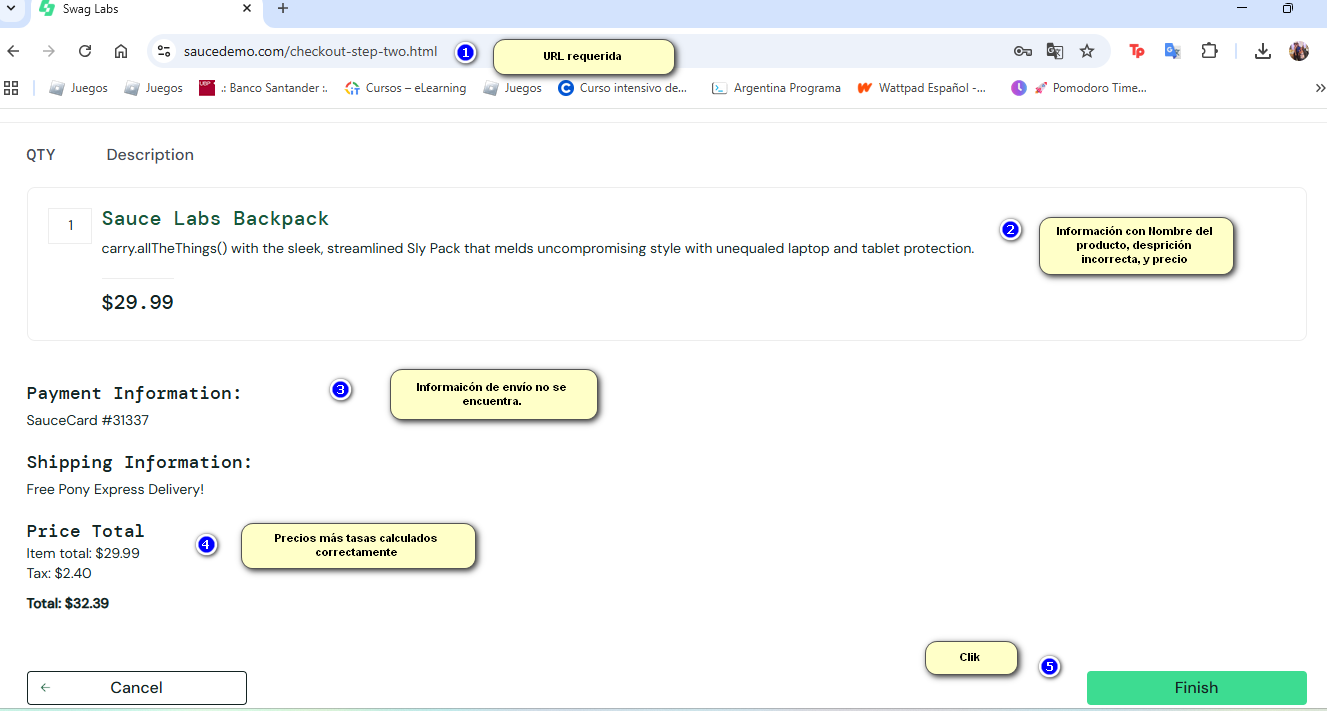 Swag Labs
saucedemo.com/checkout-step-two.html
1
URL requerida
Juegos
Juegos
.: Banco Santander :.
Cursos – eLearning
Juegos
Curso intensivo de...
Argentina Programa
Wattpad Español -...
🚀 Pomodoro Time...
QTY
Description
1
Sauce Labs Backpack
carry.allTheThings() with the sleek, streamlined Sly Pack that melds uncompromising style with unequaled laptop and tablet protection.
$29.99
2
Información con Nombre del
producto, desprición
incorrecta, y precio
Payment Information:
SauceCard #31337
3
Informaicón de envío no se
encuentra.
Shipping Information:
Free Pony Express Delivery!
Price Total
Item total: $29.99
Tax: $2.40
Total: $32.39
4
Precios más tasas calculados
correctamente
Clik
5
Cancel
Finish